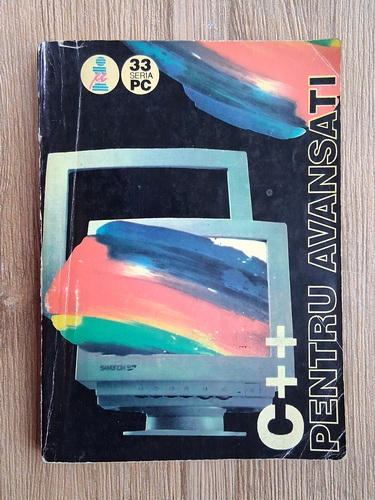 33
SERIA
PC
C++
PENTRU AVANSATI